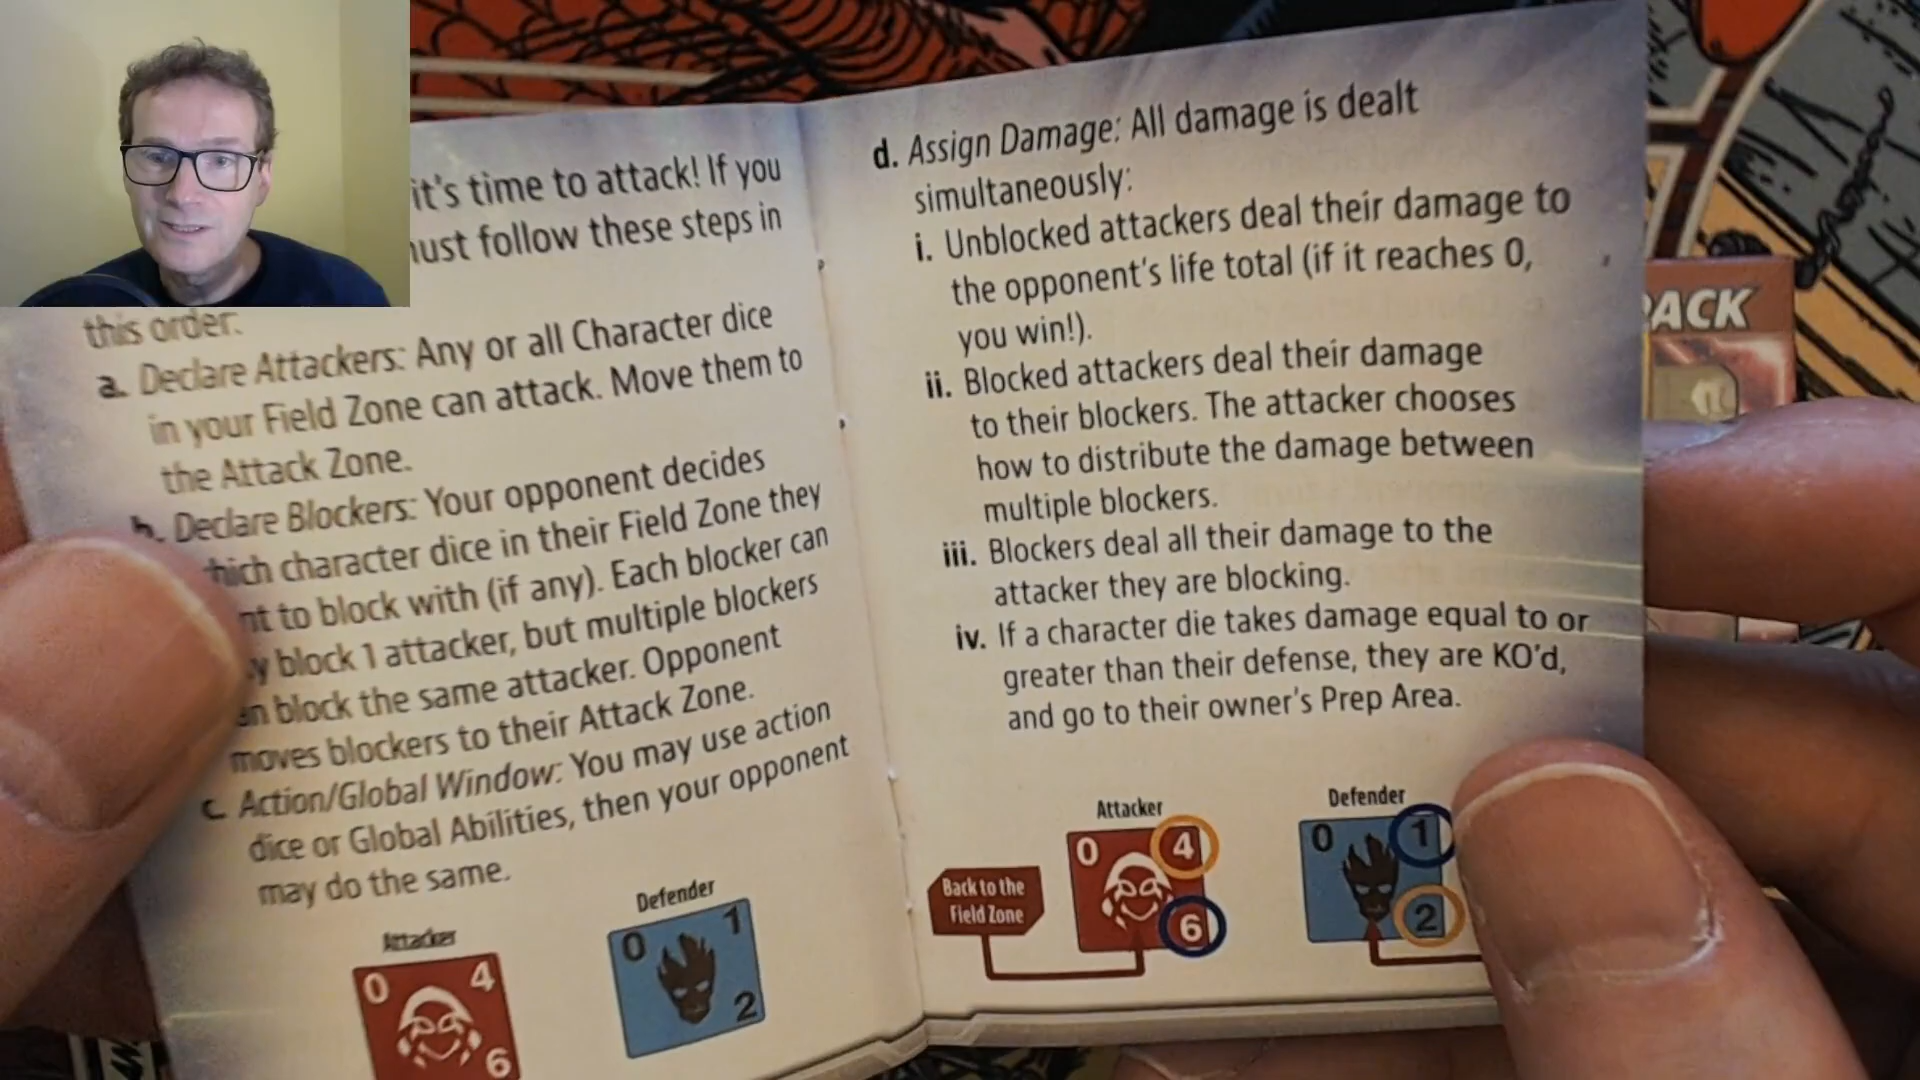 it's time to attack! If you
must follow these steps in
this order:
a. Declare Attackers: Any or all Character dice
in your Field Zone can attack. Move them to
the Attack Zone.
b. Declare Blockers: Your opponent decides
which character dice in their Field Zone they
to block with (if any). Each blocker can
block 1 attacker, but multiple blockers
block the same attacker. Opponent
moves blockers to their Attack Zone.
c. Action/Global Window: You may use action
dice or Global Abilities, then your opponent
may do the same.
Attacker
0 4
6
Defender
0 1
2
d. Assign Damage: All damage is dealt
simultaneously:
i. Unblocked attackers deal their damage to
the opponent's life total (if it reaches 0,
you win!).
ii. Blocked attackers deal their damage
to their blockers. The attacker chooses
how to distribute the damage between
multiple blockers.
iii. Blockers deal all their damage to the
attacker they are blocking.
iv. If a character die takes damage equal to or
greater than their defense, they are KO'd,
and go to their owner's Prep Area.
Attacker
0 4
6
Back to the
Field Zone
Defender
0 1
2
ACK